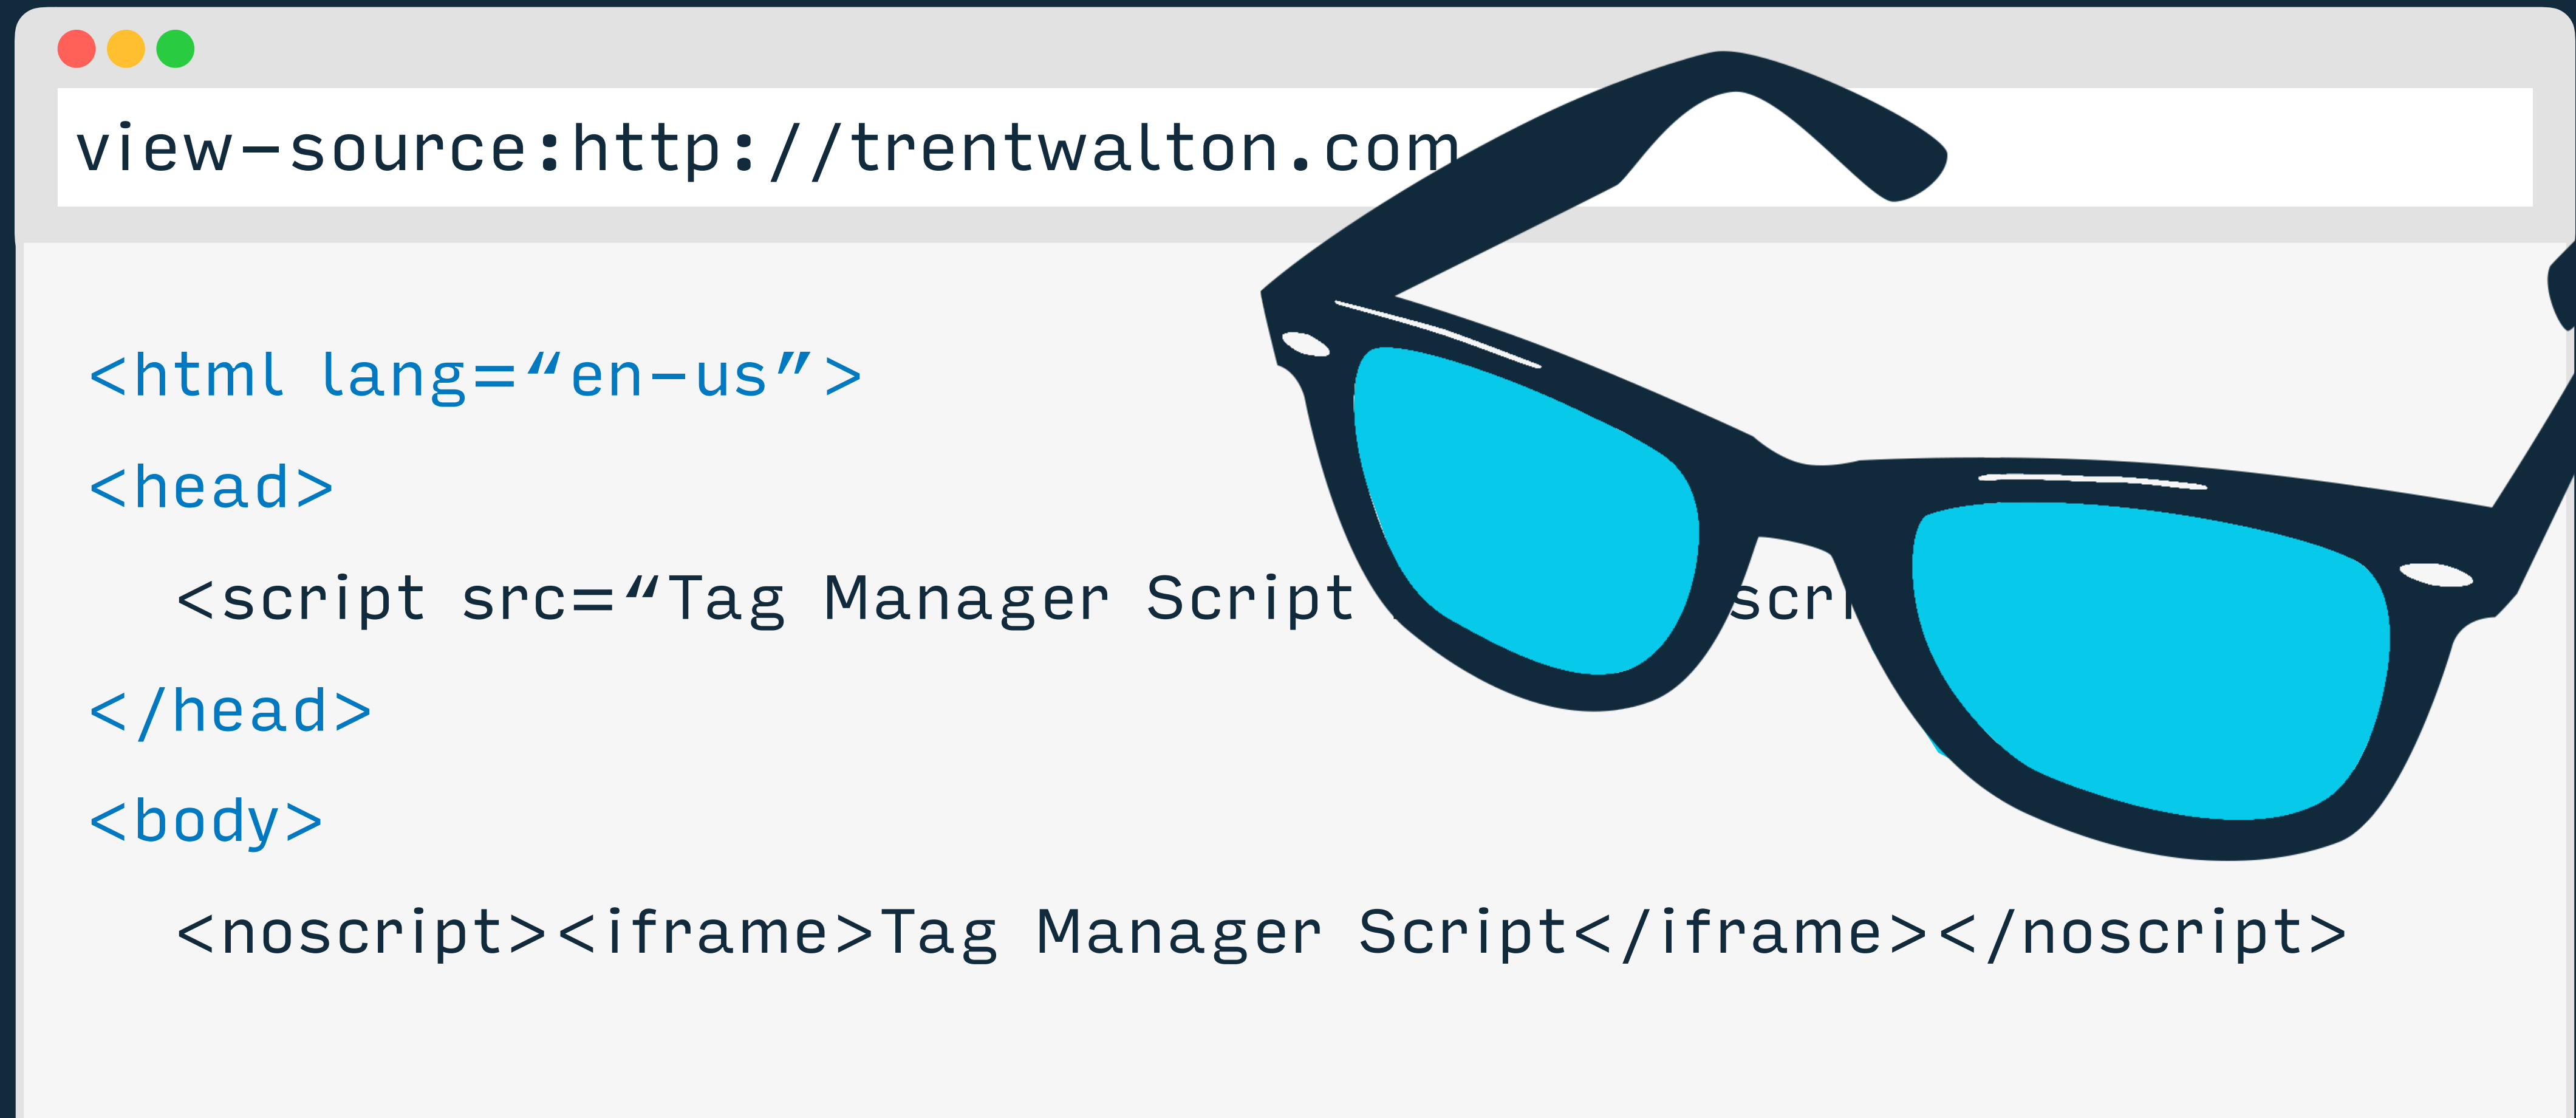 view-source:http://trentwalton.com
<html lang=“en-us”>
<head>
<script src=“Tag Manager Script
</head>
<body>
<noscript><iframe>Tag Manager Script</iframe></noscript>